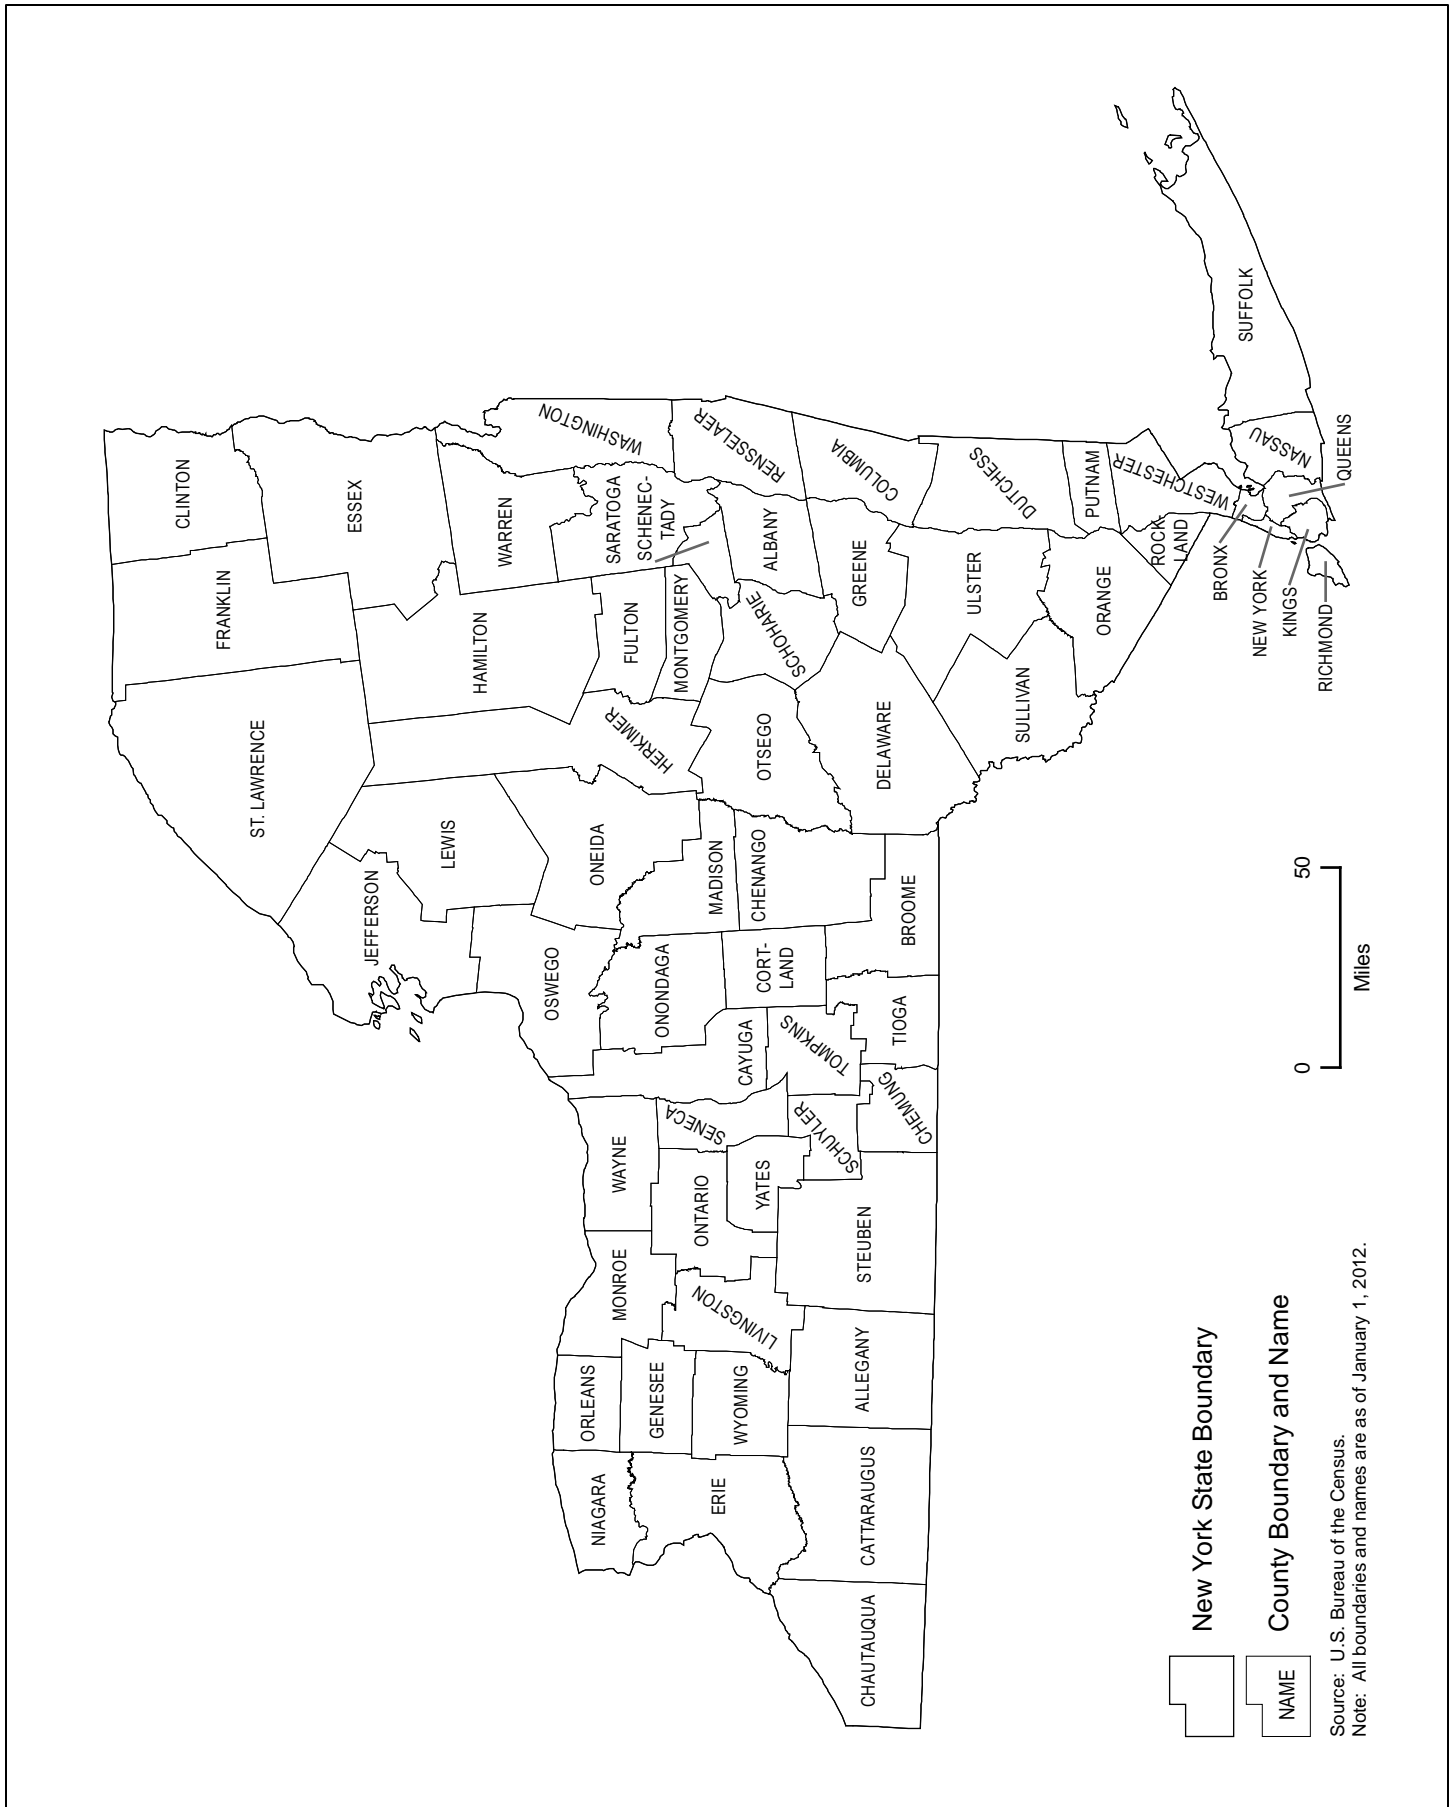 CLINTON
FRANKLIN
ST. LAWRENCE
ESSEX
JEFFERSON
LEWIS
HAMILTON
WARREN
WASHINGTON
HERKIMER
ONEIDA
OSWEGO
FULTON
SARATOGA
SCHENEC-
TADY
MONTGOMERY
RENSSELAER
ALBANY
SCHOHARIE
OTSEGO
MADISON
ONONDAGA
CAYUGA
SENECA
WAYNE
ONTARIO
YATES
MONROE
LIVINGSTON
ORLEANS
GENESEE
WYOMING
NIAGARA
ERIE
CHAUTAUQUA
CATTARAUGUS
ALLEGANY
STEUBEN
SCHUYLER
CHEMUNG
TOMPKINS
TIOGA
CORT-
LAND
CHENANGO
BROOME
DELAWARE
GREENE
COLUMBIA
ULSTER
DUTCHESS
SULLIVAN
ORANGE
PUTNAM
WESTCHESTER
ROCK-
LAND
BRONX
NEW YORK
KINGS
RICHMOND
QUEENS
NASSAU
SUFFOLK
0
50
Miles
New York State Boundary
NAME
County Boundary and Name
Source: U.S. Bureau of the Census.
Note: All boundaries and names are as of January 1, 2012.